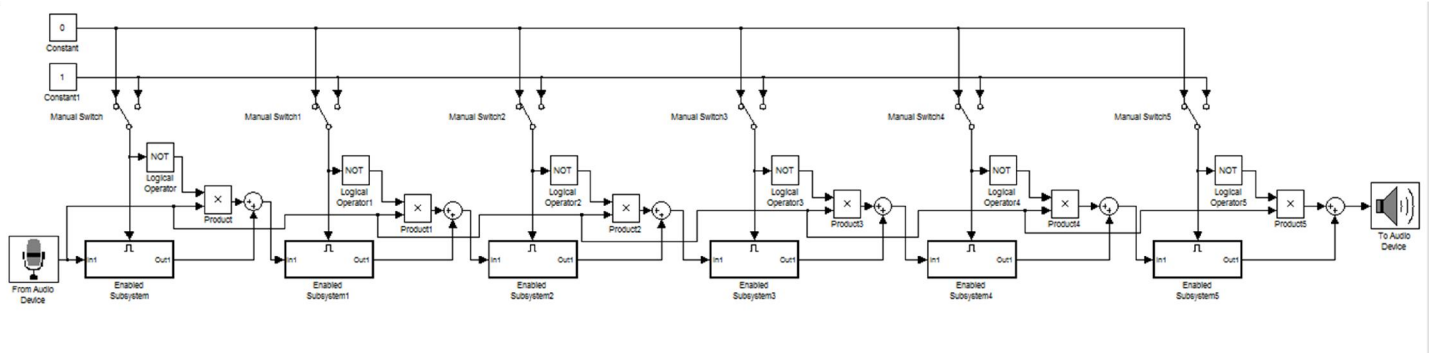 0
Constant
1
Constant1
Manual Switch
Manual Switch1
Manual Switch2
Manual Switch3
Manual Switch4
Manual Switch5
NOT
Logical
Operator
NOT
Logical
Operator1
NOT
Logical
Operator2
NOT
Logical
Operator3
NOT
Logical
Operator4
NOT
Logical
Operator5
×
Product
×
Product1
×
Product2
×
Product3
×
Product4
×
Product5
++
++
++
++
++
++
To Audio
Device
From Audio
Device
In1
Out1
Enabled
Subsystem
In1
Out1
Enabled
Subsystem1
In1
Out1
Enabled
Subsystem2
In1
Out1
Enabled
Subsystem3
In1
Out1
Enabled
Subsystem4
In1
Out1
Enabled
Subsystem5